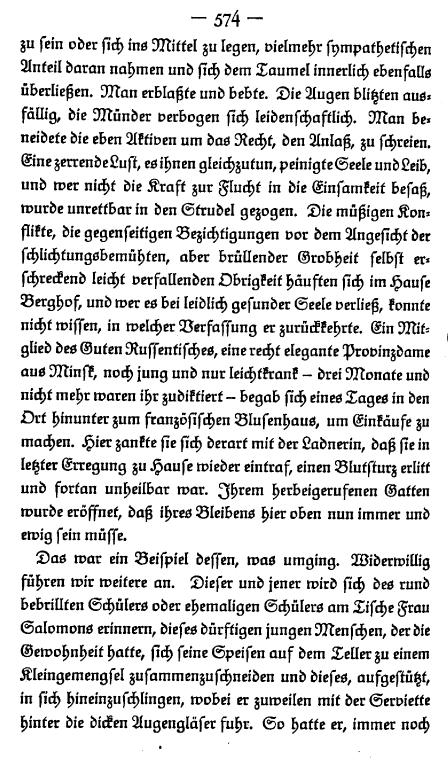 — 574 —
zu sein oder sich ins Mittel zu legen, vielmehr sympathetischen
Anteil daran nahmen und sich dem Taumel innerlich ebenfalls
überließen. Man erblaßte und bebte. Die Augen blitzten aus-
fällig, die Münder verbogen sich leidenschaftlich. Man be-
neidete die eben Aktiven um das Recht, den Anlaß, zu schreien.
Eine zerrende Lust, es ihnen gleichzutun, peinigte Seele und Leib,
und wer nicht die Kraft zur Flucht in die Einsamkeit besaß,
wurde unrettbar in den Strudel gezogen. Die müßigen Kon-
flikte, die gegenseitigen Bezichtigungen vor dem Angesicht der
schlichtungsbemühten, aber brüllender Grobheit selbst er-
schreckend leicht verfallenden Obrigkeit häuften sich im Hause
Berghof, und wer es bei leidlich gesunder Seele verließ, konnte
nicht wissen, in welcher Verfassung er zurückkehrte. Ein Mit-
glied des Guten Russentisches, eine recht elegante Provinzdame
aus Minsk, noch jung und nur leichtkrank – drei Monate und
nicht mehr waren ihr zudiktiert – begab sich eines Tages in den
Ort hinunter zum französischen Blusenhaus, um Einkäufe zu
machen. Hier zankte sie sich derart mit der Ladnerin, daß sie in
letzter Erregung zu Hause wieder eintraf, einen Blutsturz erlitt
und fortan unheilbar war. Ihrem herbeigerufenen Gatten
wurde eröffnet, daß ihres Bleibens hier oben nun immer und
ewig sein müsse.
Das war ein Beispiel dessen, was umging. Widerwillig
führen wir weitere an. Dieser und jener wird sich des rund
bebrillten Schülers oder ehemaligen Schülers am Tische Frau
Salomons erinnern, dieses dürftigen jungen Menschen, der die
Gewohnheit hatte, sich seine Speisen auf dem Teller zu einem
Kleingemengsel zusammenzuschneiden und dieses, aufgestützt,
in sich hineinzuschlingen, wobei er zuweilen mit der Serviette
hinter die dicken Augengläser fuhr. So hatte er, immer noch